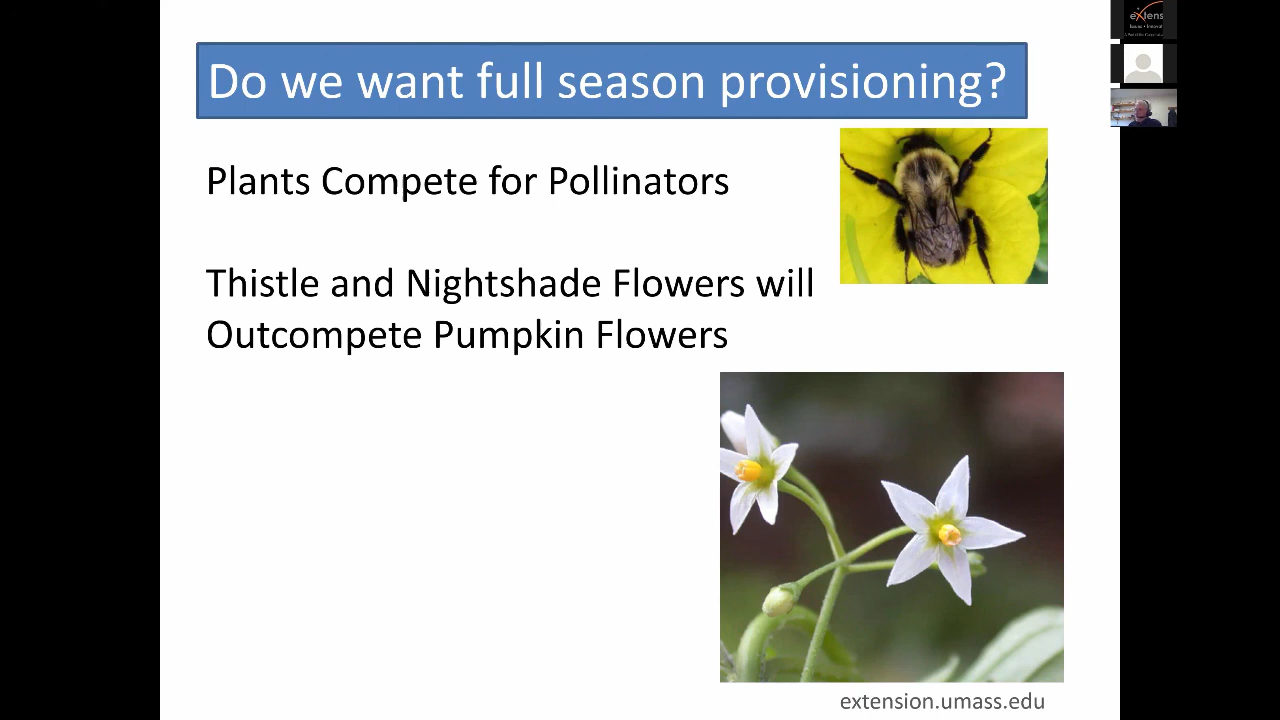 Do we want full season provisioning?
Plants Compete for Pollinators
Thistle and Nightshade Flowers will
Outcompete Pumpkin Flowers
extension.umass.edu
eXtens